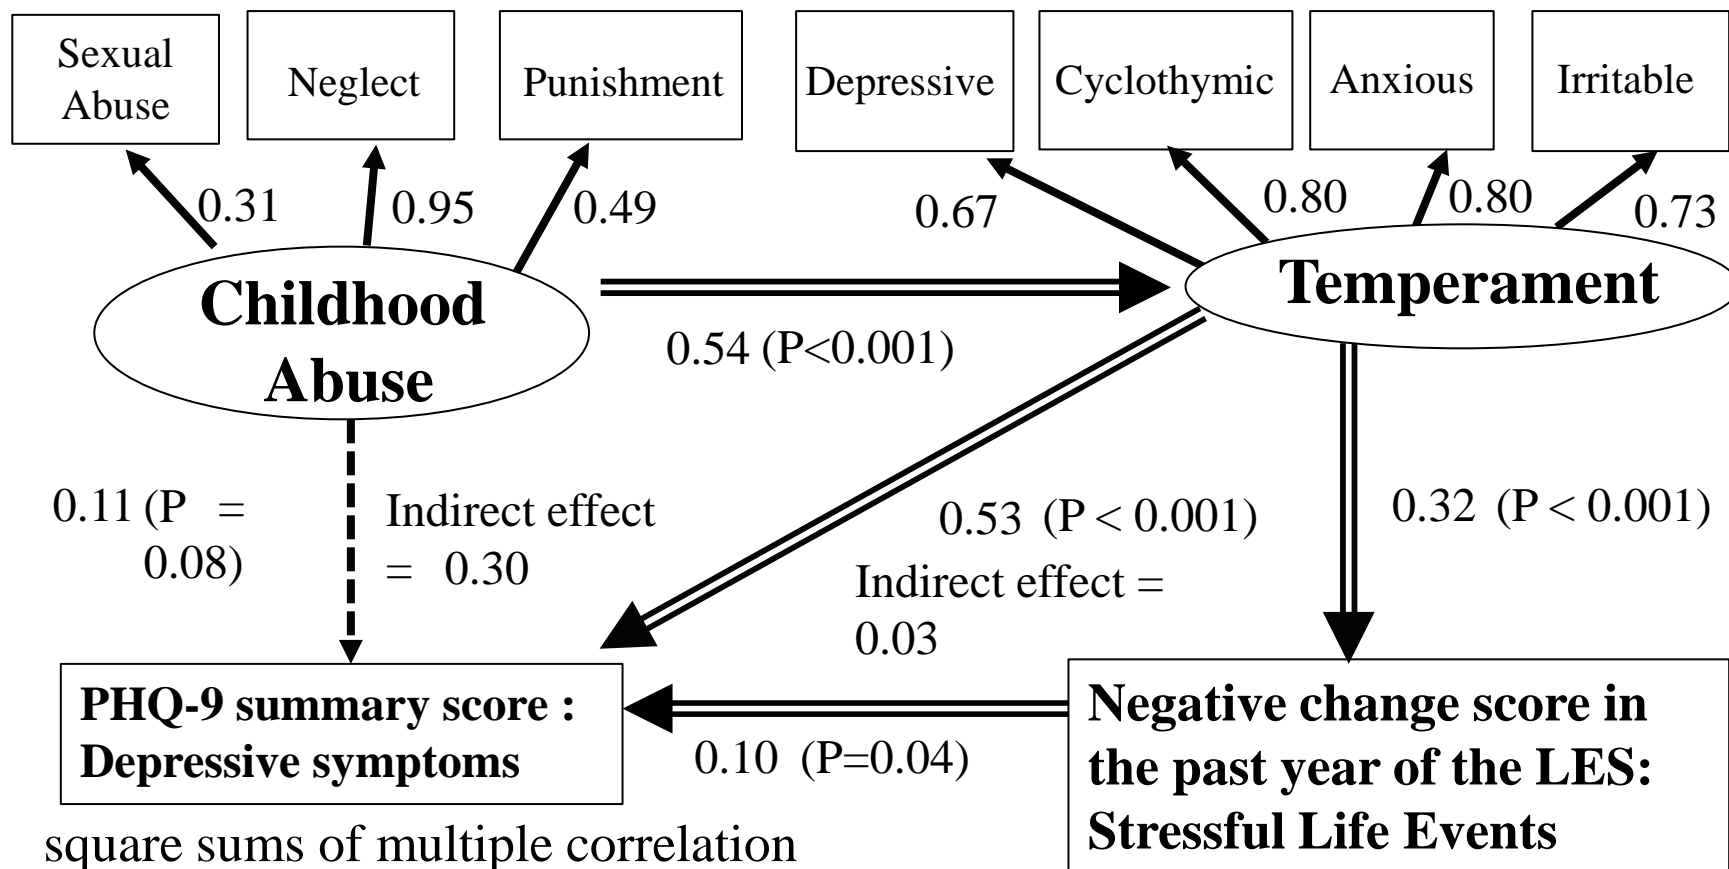 Sexual
Abuse
Neglect
Punishment
Depressive
Cyclothymic
Anxious
Irritable
0.31
0.95
0.49
0.67
0.80
0.80
0.73
Childhood
Abuse
Temperament
0.54 (P<0.001)
0.11 (P =
0.08)
Indirect effect
= 0.30
0.53 (P < 0.001)
Indirect effect =
0.03
0.32 (P < 0.001)
PHQ-9 summary score :
Depressive symptoms
0.10 (P=0.04)
Negative change score in
the past year of the LES:
Stressful Life Events
square sums of multiple correlation